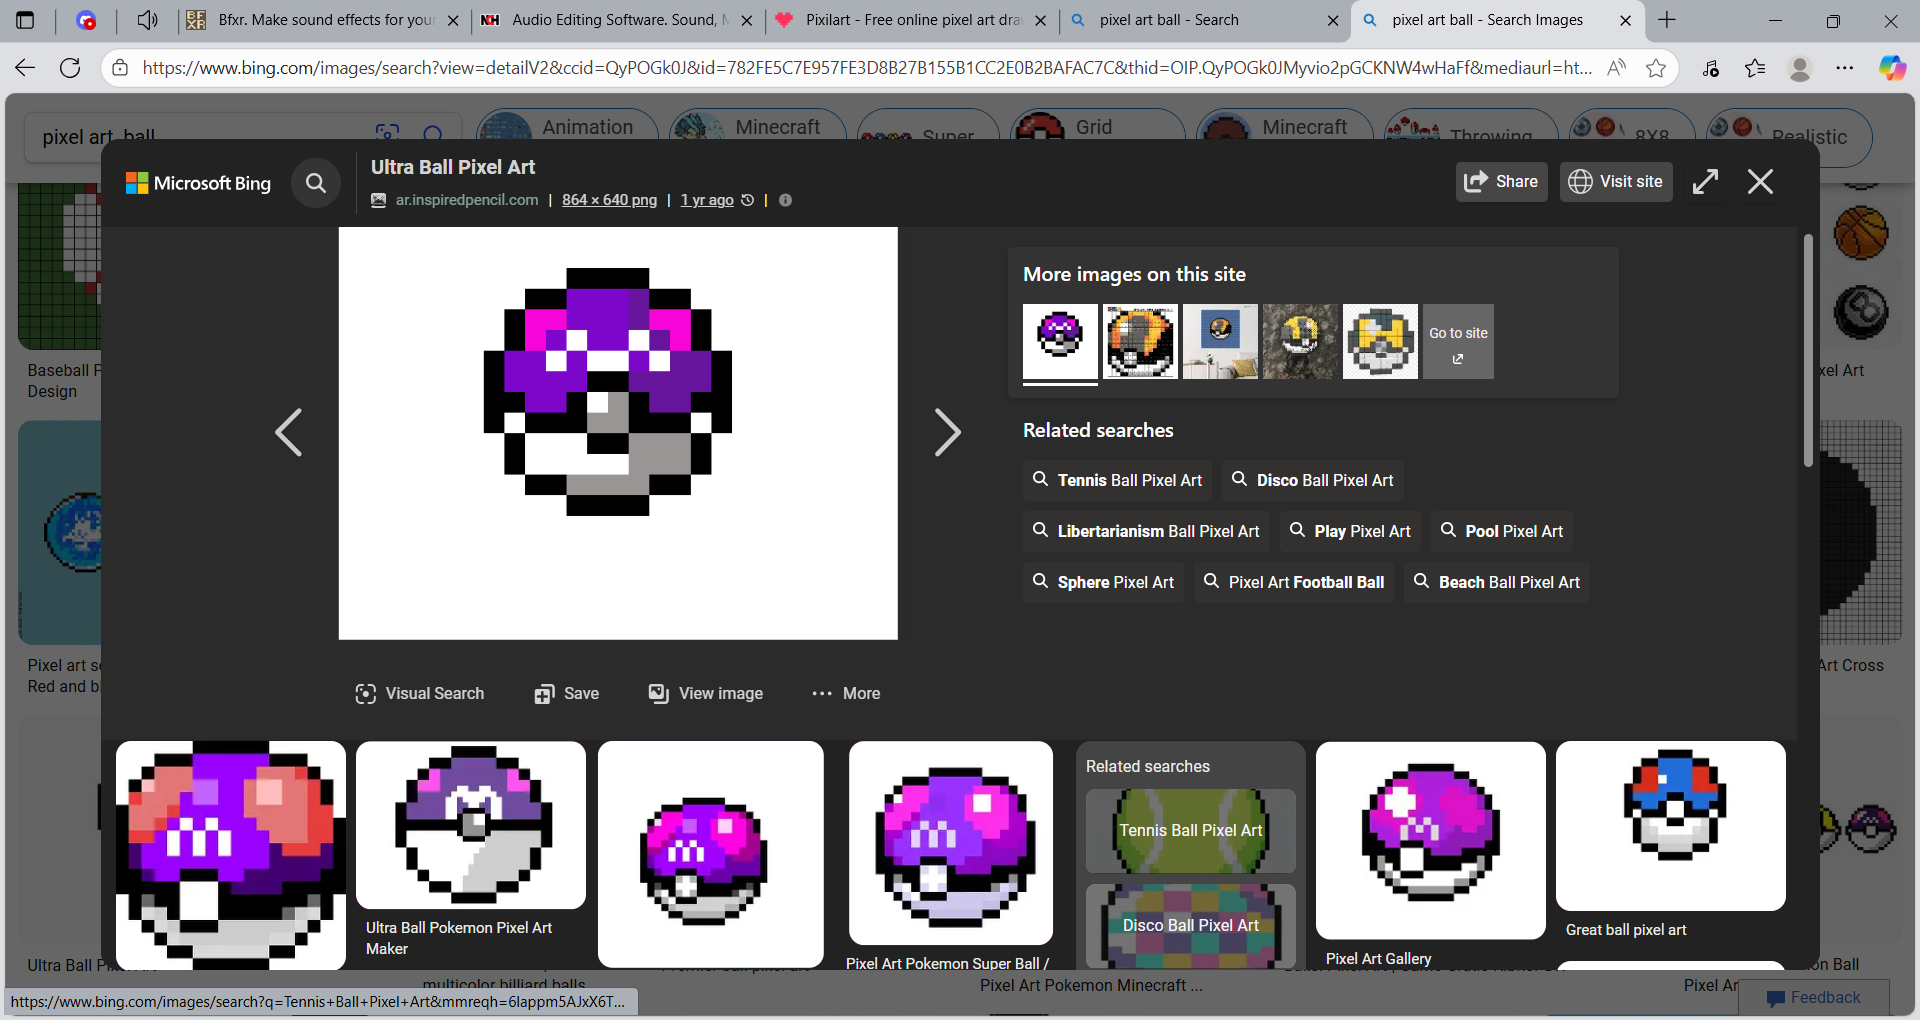 Bfxr. Make sound effects for your
Audio Editing Software. Sound, M
Pixilart - Free online pixel art dra
pixel art ball - Search
pixel art ball - Search Images
https://www.bing.com/images/search?view=detailV2&ccid=QyPOGk0J&id=782FE5C7E957FE3D8B27B155B1CC2E0B2BAFAC7C&thid=OIP.QyPOGk0JMyvio2pGCKNW4wHaFf&mediaurl=ht...
pixel art ball
Animation
Minecraft
Super
Grid
Minecraft
Throwing
8X8
Realistic
Microsoft Bing
Ultra Ball Pixel Art
ar.inspiredpencil.com | 864 × 640 png | 1 yr ago
Share
Visit site
More images on this site
Go to site
Related searches
Tennis Ball Pixel Art
Disco Ball Pixel Art
Libertarianism Ball Pixel Art
Play Pixel Art
Pool Pixel Art
Sphere Pixel Art
Pixel Art Football Ball
Beach Ball Pixel Art
Baseball P
Design
xel Art
Pixel art s
Red and b
Art Cross
Visual Search
Save
View image
More
Ultra Ball Pokemon Pixel Art
Maker
Pixel Art Pokemon Super Ball /
Related searches
Tennis Ball Pixel Art
Disco Ball Pixel Art
Pixel Art Gallery
Great ball pixel art
Ultra Ball
on Ball
multicolor billiard balls
Pixel Art Pokemon Minecraft ...
Pixel Ar
Feedback
https://www.bing.com/images/search?q=Tennis+Ball+Pixel+Art&mmreqh=6lappm5AJxX6T...